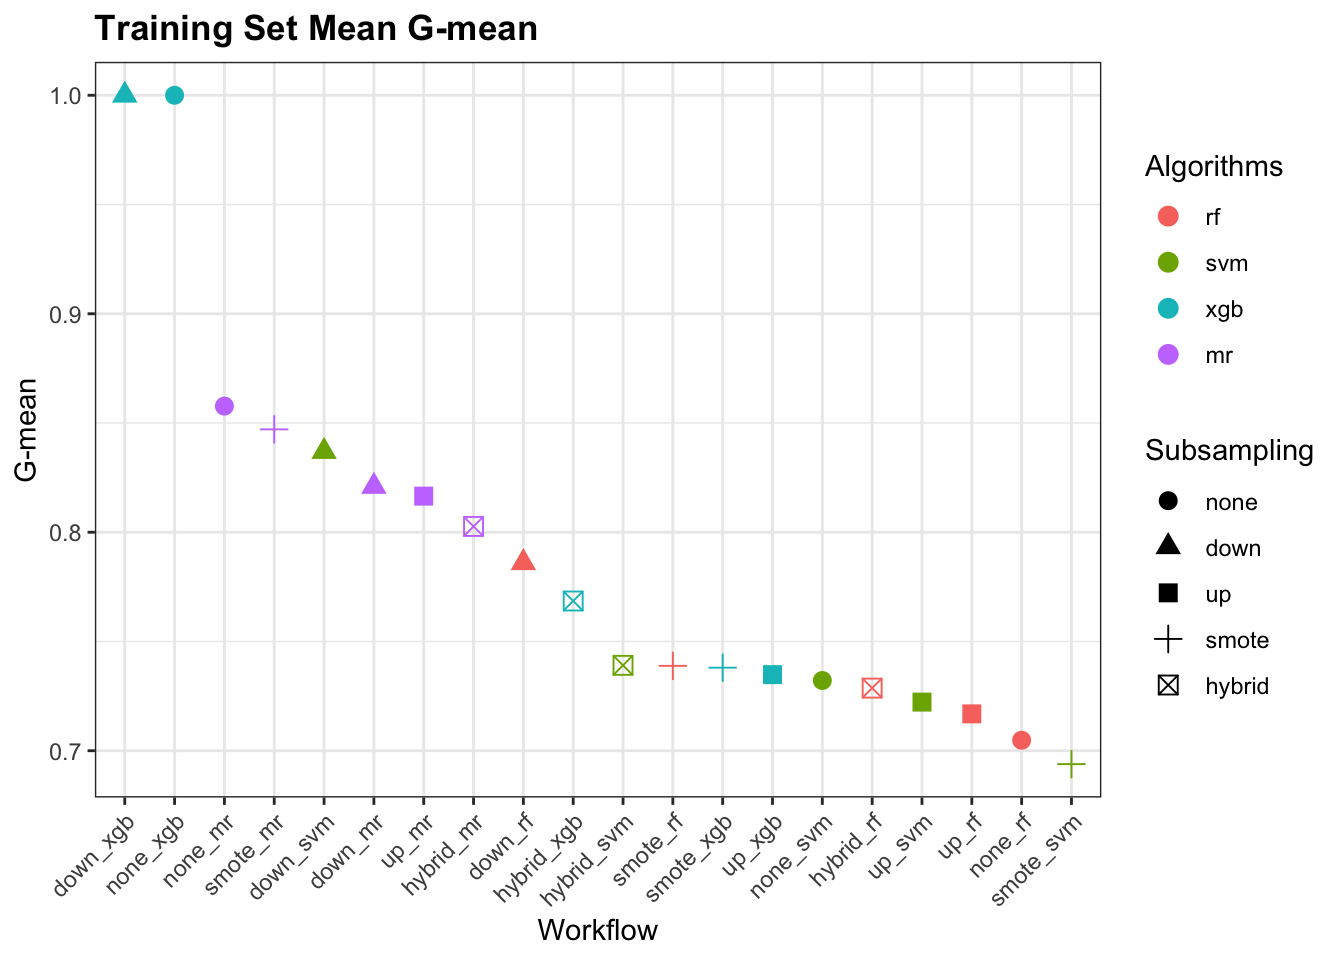 Training Set Mean G-mean
1.0
0.9
0.8
0.7
G-mean
down_xgb
none_xgb
none_mr
smote_mr
down_svm
down_mr
up_mr
hybrid_mr
down_rf
hybrid_xgb
hybrid_svm
smote_rf
smote_xgb
up_xgb
none_svm
hybrid_rf
up_svm
up_rf
none_rf
smote_svm
Workflow
Algorithms
rf
svm
xgb
mr
Subsampling
none
down
up
smote
hybrid